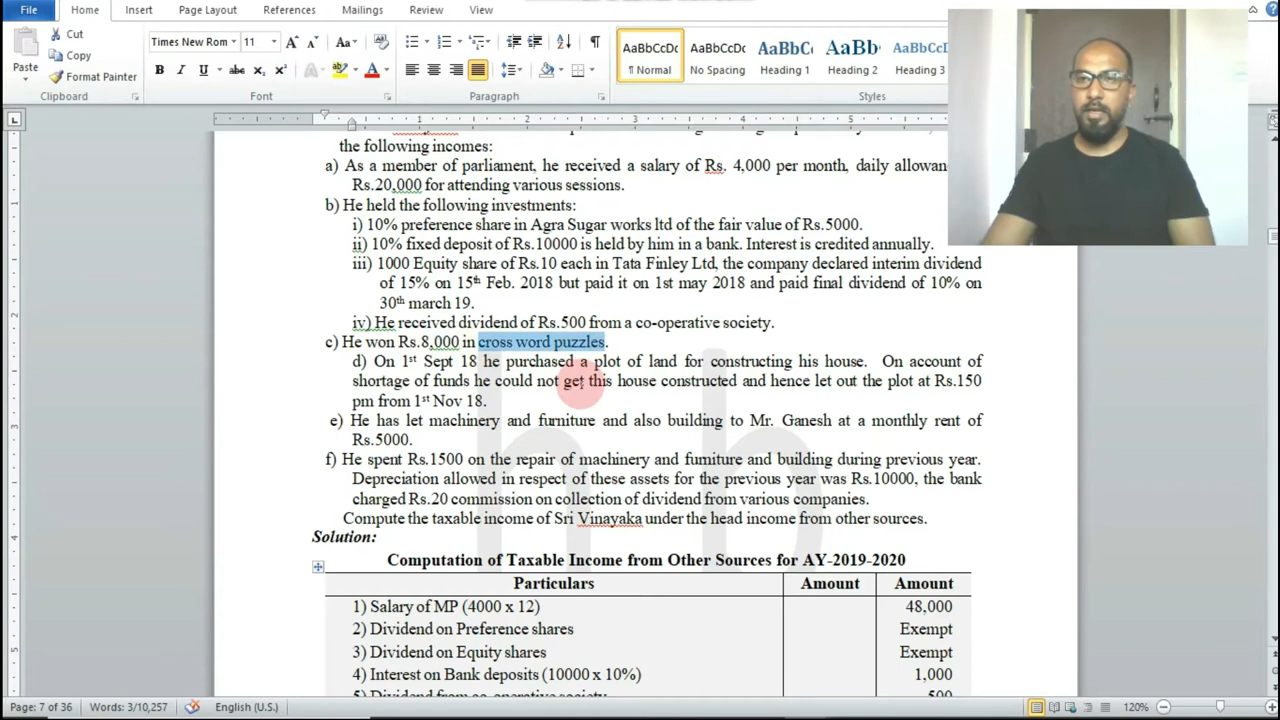 File Home Insert Page Layout References Mailings Review View
Cut
Copy
Format Painter
Paste
Times New Rom 11
AaBbCcDc AaBbCcDc AaBbCc AaBb AaBbCcI
¶ Normal No Spacing Heading 1 Heading 2 Heading 3
Clipboard Font Paragraph Styles
the following incomes:
a) As a member of parliament, he received a salary of Rs. 4,000 per month, daily allowan
Rs.20,000 for attending various sessions.
b) He held the following investments:
i) 10% preference share in Agra Sugar works ltd of the fair value of Rs.5000.
ii) 10% fixed deposit of Rs.10000 is held by him in a bank. Interest is credited annually.
iii) 1000 Equity share of Rs.10 each in Tata Finley Ltd, the company declared interim dividend
of 15% on 15th Feb. 2018 but paid it on 1st may 2018 and paid final dividend of 10% on
30th march 19.
iv) He received dividend of Rs.500 from a co-operative society.
c) He won Rs.8,000 in cross word puzzles.
d) On 1st Sept 18 he purchased a plot of land for constructing his house. On account of
shortage of funds he could not get this house constructed and hence let out the plot at Rs.150
pm from 1st Nov 18.
e) He has let machinery and furniture and also building to Mr. Ganesh at a monthly rent of
Rs.5000.
f) He spent Rs.1500 on the repair of machinery and furniture and building during previous year.
Depreciation allowed in respect of these assets for the previous year was Rs.10000, the bank
charged Rs.20 commission on collection of dividend from various companies.
Compute the taxable income of Sri Vinayaka under the head income from other sources.
Solution:
Computation of Taxable Income from Other Sources for AY-2019-2020
Particulars Amount Amount
1) Salary of MP (4000 x 12) 48,000
2) Dividend on Preference shares Exempt
3) Dividend on Equity shares Exempt
4) Interest on Bank deposits (10000 x 10%) 1,000
5) Dividend from co-operative society 500
Page: 7 of 36 Words: 3/10,257 English (U.S.) 120%